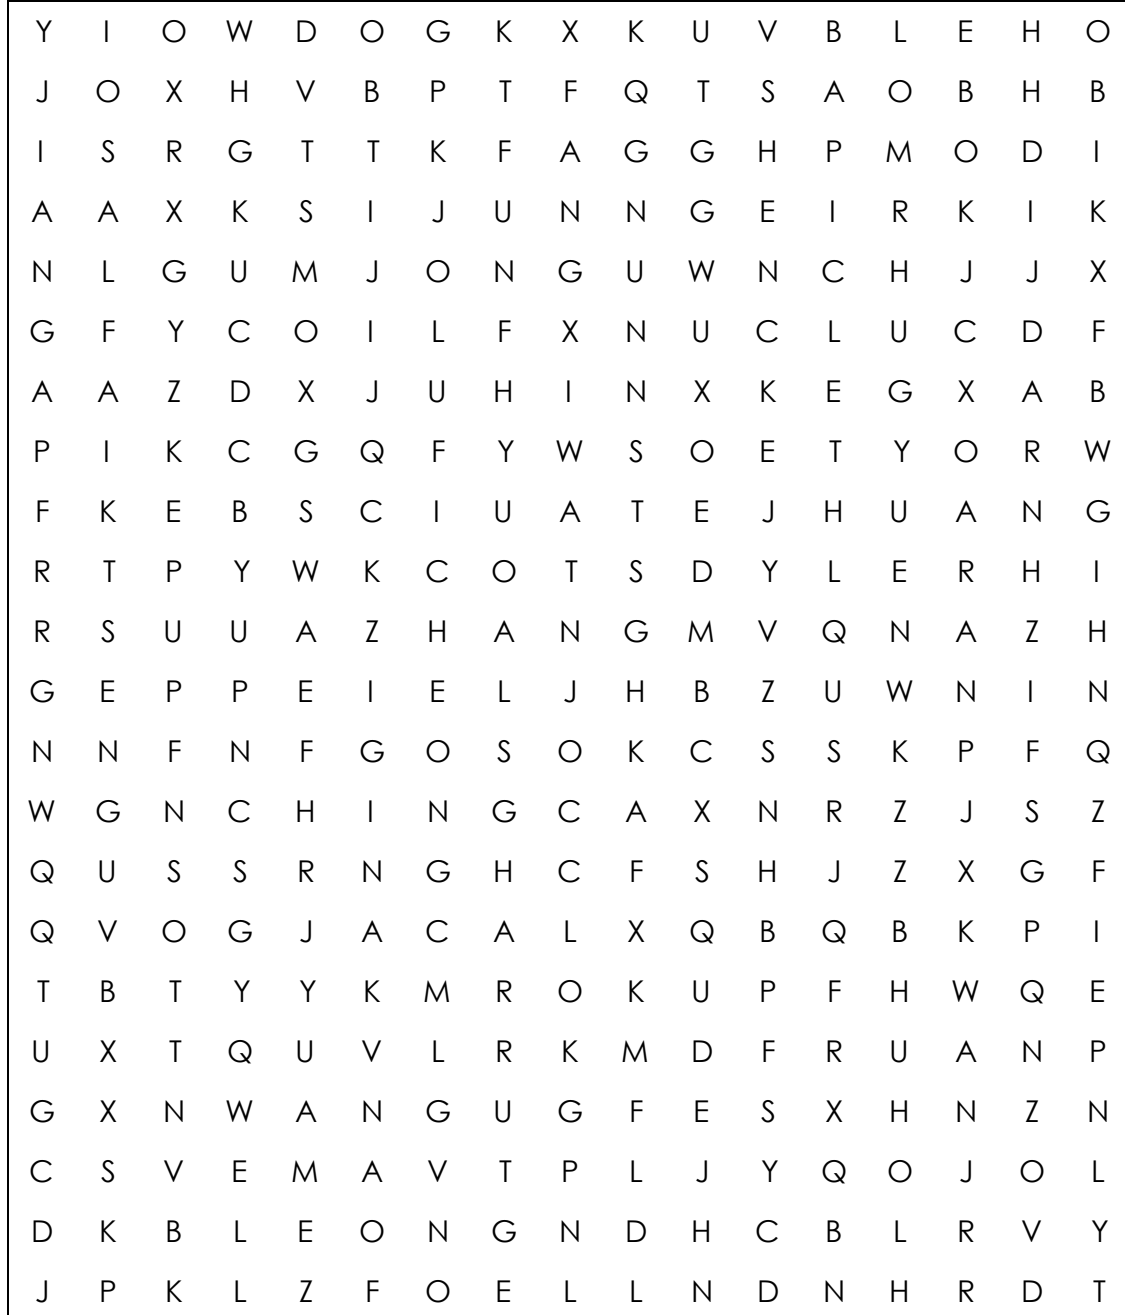 Y I O W D O G K X K U V B L E H O
J O X H V B P T F Q T S A O B H B
I S R G T T K F A G G H P M O D I
A A X K S I J U N N G E I R K I K
N L G U M J O N G U W N C H J J X
G F Y C O I L F X N U C L U C D F
A A Z D X J U H I N X K E G X A B
P I K C G Q F Y W S O E T Y O R W
F K E B S C I U A T E J H U A N G
R T P Y W K C O T S D Y L E R H I
R S U U A Z H A N G M V Q N A Z H
G E P P E I E L J H B Z U W N I N
N N F N F G O S O K C S S K P F Q
W G N C H I N G C A X N R Z J S Z
Q U S S R N G H C F S H J Z X G F
Q V O G J A C A L X Q B Q B K P I
T B T Y Y K M R O K U P F H W Q E
U X T Q U V L R K M D F R U A N P
G X N W A N G U G F E S X H N Z N
C S V E M A V T P L J Y Q O J O L
D K B L E O N G N D H C B L R V Y
J P K L Z F O E L L N D N H R D T